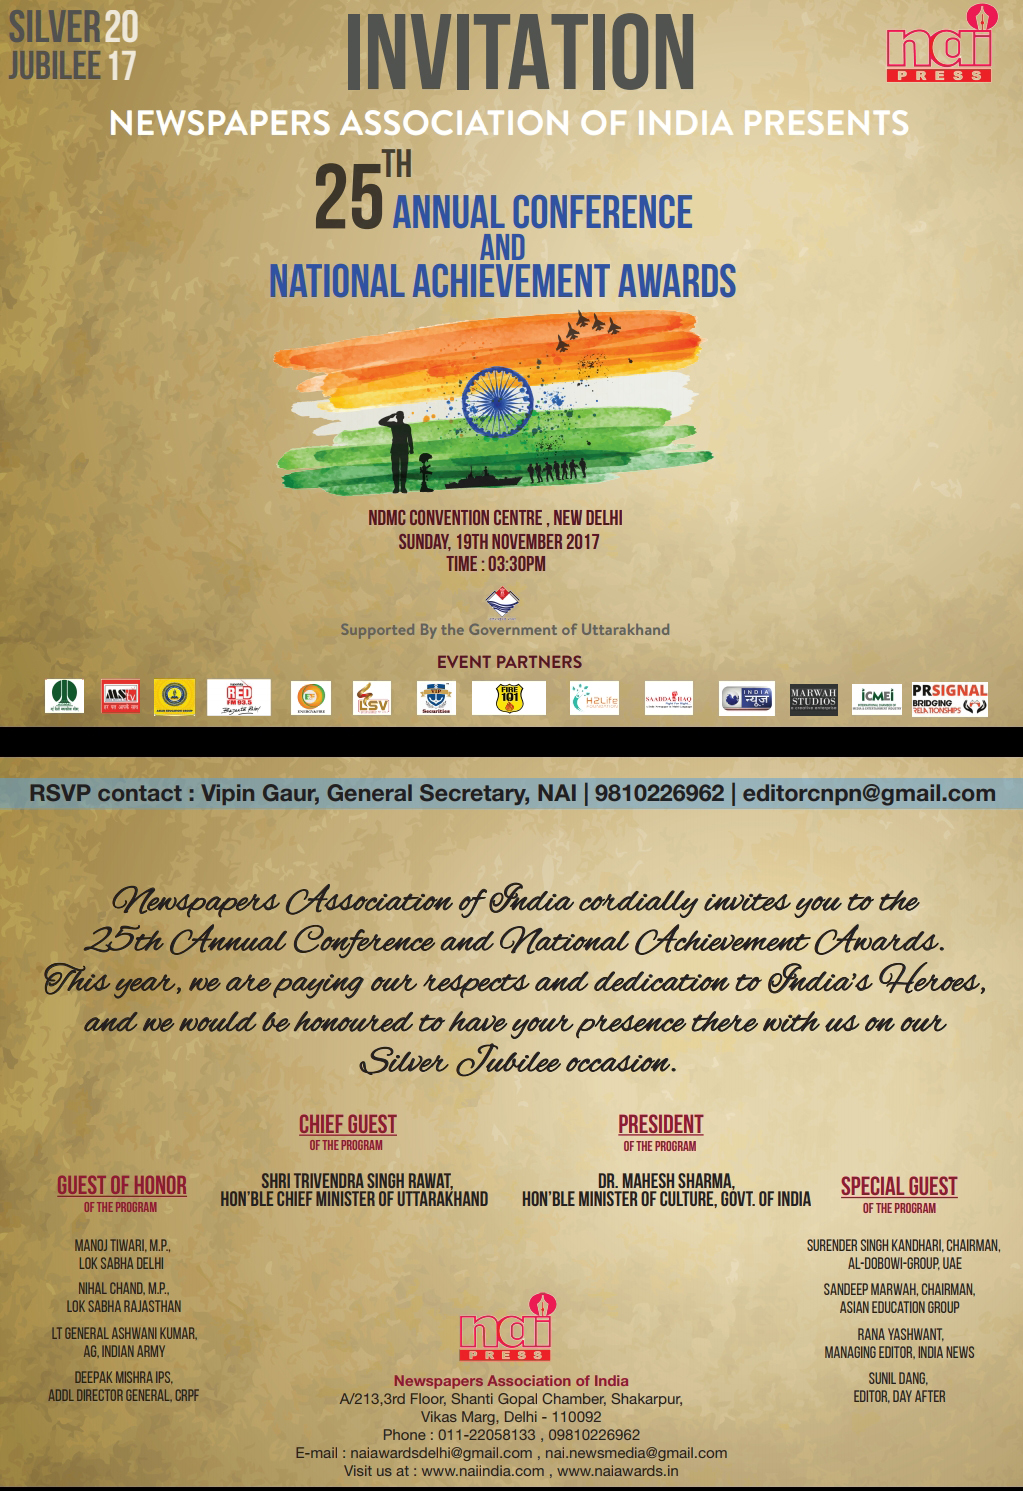 SILVER 20
JUBILEE 17
INVITATION
nai
PRESS
NEWSPAPERS ASSOCIATION OF INDIA PRESENTS
25TH ANNUAL CONFERENCE
AND
NATIONAL ACHIEVEMENT AWARDS
NDMC CONVENTION CENTRE , NEW DELHI
SUNDAY, 19TH NOVEMBER 2017
TIME : 03:30PM
Supported By the Government of Uttarakhand
EVENT PARTNERS
RED
FM 93.5
LSV
VIP
Securities
FIRE
101
H2Life
SAABDA HAQ
INDIA
न्यूज़
MARWAH
STUDIOS
iCMEi
PRSIGNAL
BRIDGING
RELATIONSHIPS
RSVP contact : Vipin Gaur, General Secretary, NAI | 9810226962 | editorcnpn@gmail.com
Newspapers Association of India cordially invites you to the
25th Annual Conference and National Achievement Awards.
This year, we are paying our respects and dedication to India's Heroes,
and we would be honoured to have your presence there with us on our
Silver Jubilee occasion.
CHIEF GUEST
OF THE PROGRAM
SHRI TRIVENDRA SINGH RAWAT,
HON'BLE CHIEF MINISTER OF UTTARAKHAND
PRESIDENT
OF THE PROGRAM
DR. MAHESH SHARMA,
HON'BLE MINISTER OF CULTURE, GOVT. OF INDIA
GUEST OF HONOR
OF THE PROGRAM
MANOJ TIWARI, M.P.,
LOK SABHA DELHI
NIHAL CHAND, M.P.,
LOK SABHA RAJASTHAN
LT GENERAL ASHWANI KUMAR,
AG, INDIAN ARMY
DEEPAK MISHRA IPS,
ADDL DIRECTOR GENERAL, CRPF
SPECIAL GUEST
OF THE PROGRAM
SURENDER SINGH KANDHARI, CHAIRMAN,
AL-DOBOWI-GROUP, UAE
SANDEEP MARWAH, CHAIRMAN,
ASIAN EDUCATION GROUP
RANA YASHWANT,
MANAGING EDITOR, INDIA NEWS
SUNIL DANG,
EDITOR, DAY AFTER
nai
PRESS
Newspapers Association of India
A/213,3rd Floor, Shanti Gopal Chamber, Shakarpur,
Vikas Marg, Delhi - 110092
Phone : 011-22058133 , 09810226962
E-mail : naiawardsdelhi@gmail.com , nai.newsmedia@gmail.com
Visit us at : www.naiindia.com , www.naiawards.in